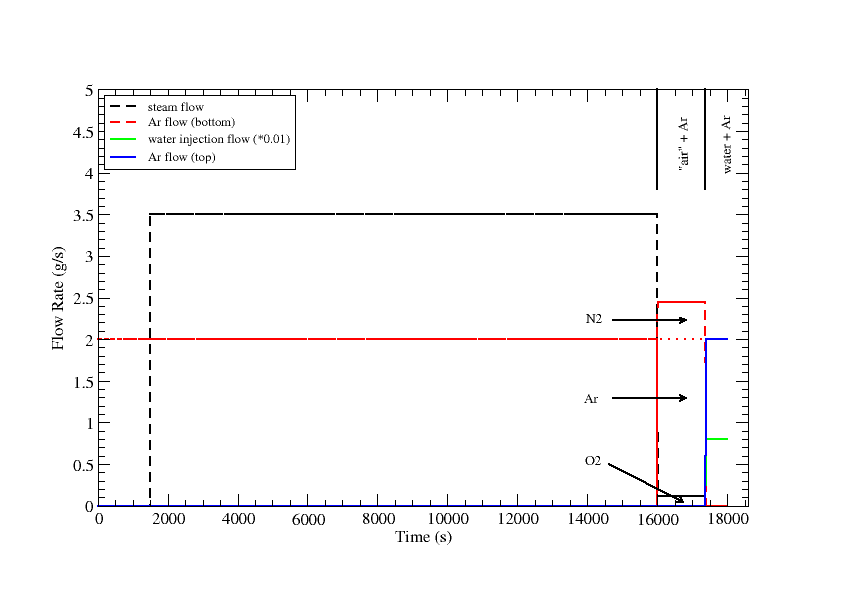 5
4.5
4
3.5
3
2.5
2
1.5
1
0.5
0
Flow Rate (g/s)
steam flow
Ar flow (bottom)
water injection flow (*0.01)
Ar flow (top)
"air" + Ar
water + Ar
N2
Ar
O2
0 2000 4000 6000 8000 10000 12000 14000 16000 18000
Time (s)